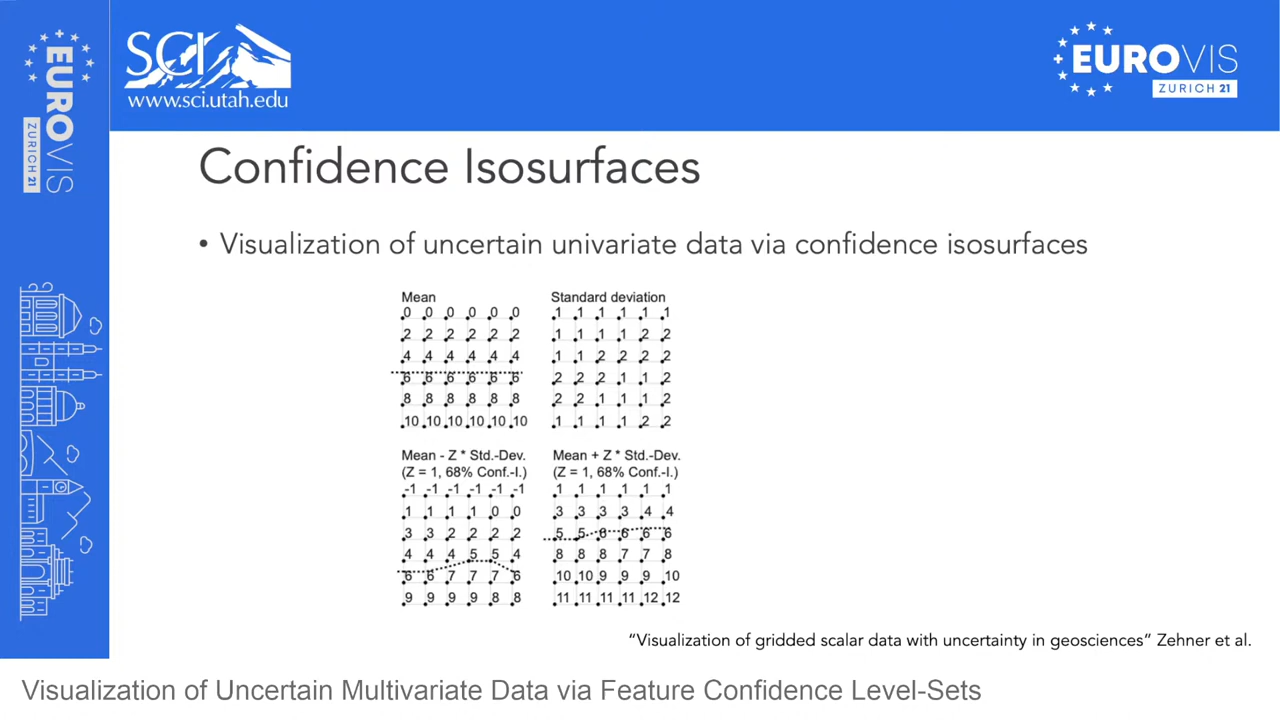 SCI
www.sci.utah.edu
EUROVIS
ZURICH 21
EUROVIS
ZURICH 21
Confidence Isosurfaces
• Visualization of uncertain univariate data via confidence isosurfaces
Mean
0 0 0 0 0 0
2 2 2 2 2 2
4 4 4 4 4 4
6 6 6 6 6 6
8 8 8 8 8 8
10 10 10 10 10 10
Standard deviation
1 1 1 1 1 1
1 1 1 1 2 2
1 1 2 2 2 2
2 2 2 1 1 2
2 2 1 1 1 2
1 1 1 1 2 2
Mean - Z * Std.-Dev.
(Z = 1, 68% Conf.-I.)
-1 -1 -1 -1 -1 -1
1 1 1 1 0 0
3 3 2 2 2 2
4 4 4 5 5 4
6 6 7 7 7 6
9 9 9 9 8 8
Mean + Z * Std.-Dev.
(Z = 1, 68% Conf.-I.)
1 1 1 1 1 1
3 3 3 3 4 4
5 5 6 6 6 6
8 8 8 7 7 8
10 10 9 9 9 10
11 11 11 11 12 12
“Visualization of gridded scalar data with uncertainty in geosciences” Zehner et al.
Visualization of Uncertain Multivariate Data via Feature Confidence Level-Sets